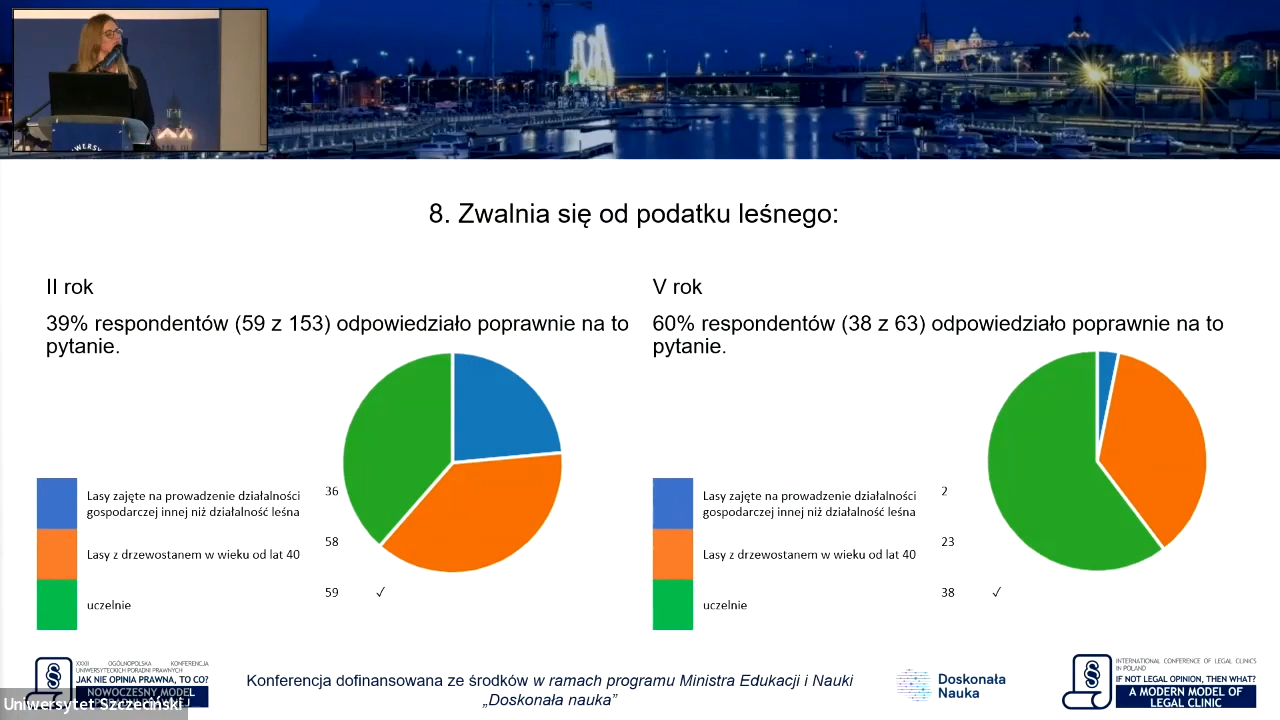 WERSY
8. Zwalnia się od podatku leśnego:
II rok
39% respondentów (59 z 153) odpowiedziało poprawnie na to
pytanie.
Lasy zajęte na prowadzenie działalności
gospodarczej innej niż działalność leśna
36
Lasy z drzewostanem w wieku od lat 40
58
uczelnie
59 ✓
V rok
60% respondentów (38 z 63) odpowiedziało poprawnie na to
pytanie.
Lasy zajęte na prowadzenie działalności
gospodarczej innej niż działalność leśna
2
Lasy z drzewostanem w wieku od lat 40
23
uczelnie
38 ✓
§
XXXII OGÓLNOPOLSKA KONFERENCJA
UNIWERSYTECKICH PORADNI PRAWNYCH
JAK NIE OPINIA PRAWNA, TO CO?
NOWOCZESNY MODEL
Uniwersytet Szczeciński
Konferencja dofinansowana ze środków w ramach programu Ministra Edukacji i Nauki
„Doskonała nauka”
Doskonała
Nauka
§
INTERNATIONAL CONFERENCE OF LEGAL CLINICS
IN POLAND
IF NOT LEGAL OPINION, THEN WHAT?
A MODERN MODEL OF
LEGAL CLINIC